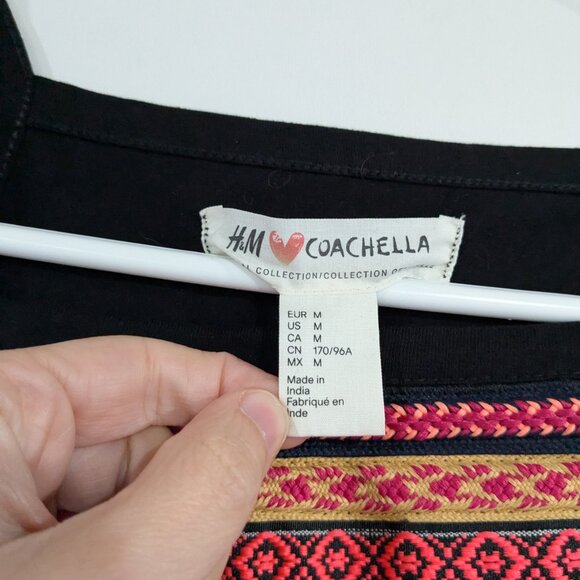 H&M COACHELLA
COLLECTION/COLLECTION
EUR M
US M
CA M
CN 170/96A
MX M
Made in
India
Fabriqué en
Inde